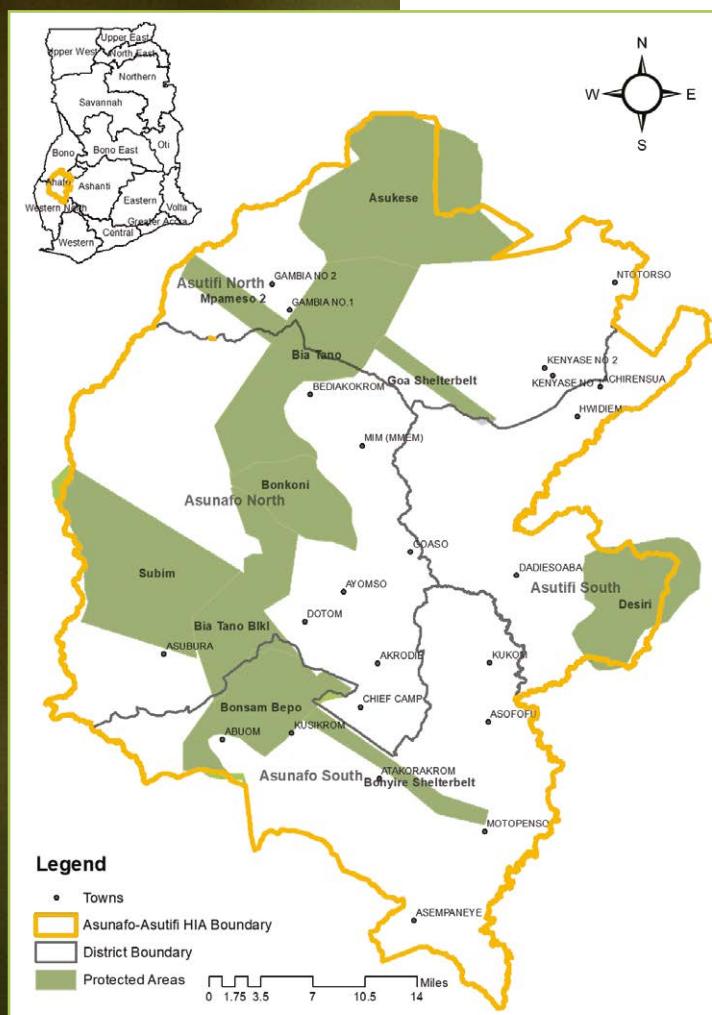 Upper East
Upper West
North East
Northern
Savannah
Bono
Bono East
Oti
Ahafo
Ashanti
Eastern
Volta
Western North
Greater Accra
Central
Western
N
W
E
S
Asukese
GAMBIA NO 2
Asutifi North
Mpameso 2
GAMBIA NO.1
NTOTORSO
Bia Tano
KENYASE NO 2
BEDIAKOKROM
Goa Shelterbelt
KENYASE NO 1
ACHIRENSUA
HWIDIEM
MIM (MMEM)
Bonkoni
Asunafo North
GOASO
Subim
DADIESOABA
Asutifi South
AYOMSO
Desiri
DOTOM
Bia Tano Blkl
ASUBURA
AKRODIE
KUKOM
Bonsam Bepo
CHIEF CAMP
ASOFOFU
ABUOM
KUSIKROM
Asunafo South
ATAKORAKROM
Bonyire Shelterbelt
MOTOPENSO
ASEMPANEYE
Legend
Towns
Asunafo-Asutifi HIA Boundary
District Boundary
Protected Areas
Miles
0 1.75 3.5 7 10.5 14